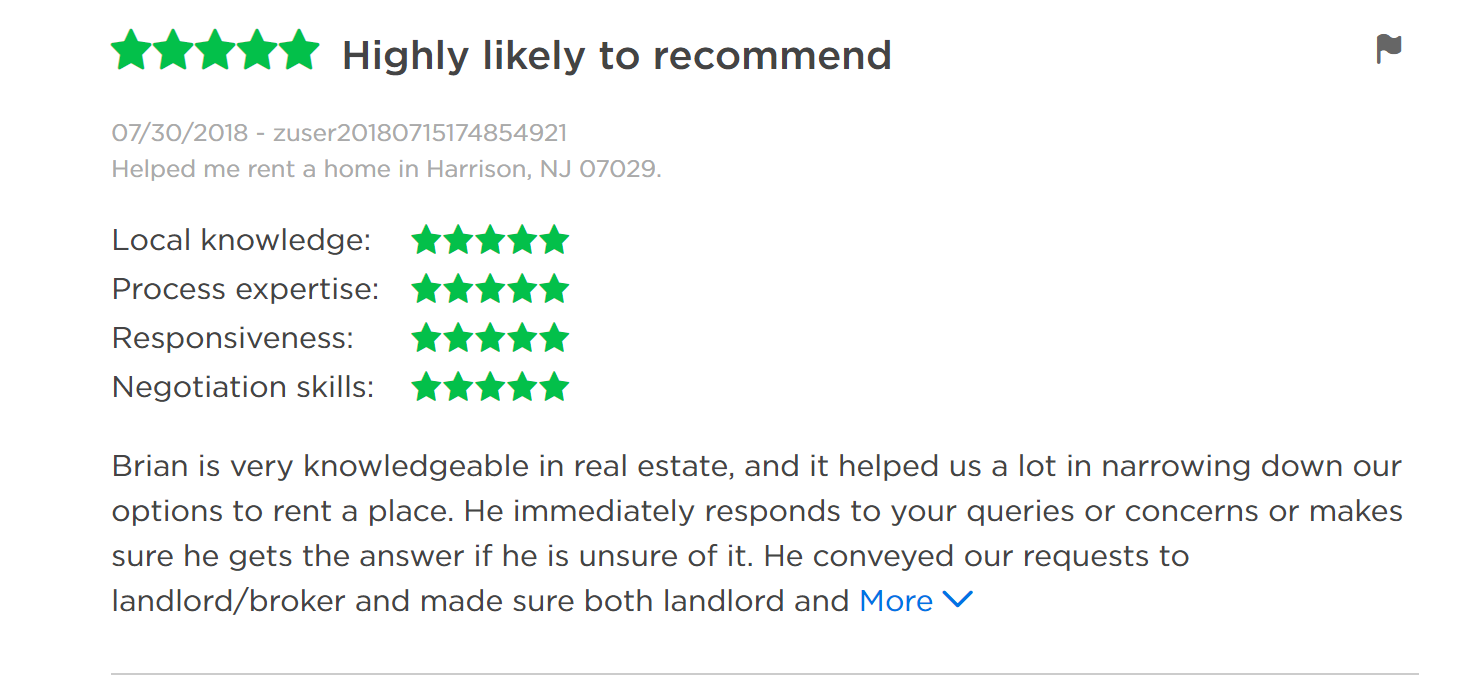 Highly likely to recommend
07/30/2018 - zuser20180715174854921
Helped me rent a home in Harrison, NJ 07029.
Local knowledge:
Process expertise:
Responsiveness:
Negotiation skills:
Brian is very knowledgeable in real estate, and it helped us a lot in narrowing down our
options to rent a place. He immediately responds to your queries or concerns or makes
sure he gets the answer if he is unsure of it. He conveyed our requests to
landlord/broker and made sure both landlord and More